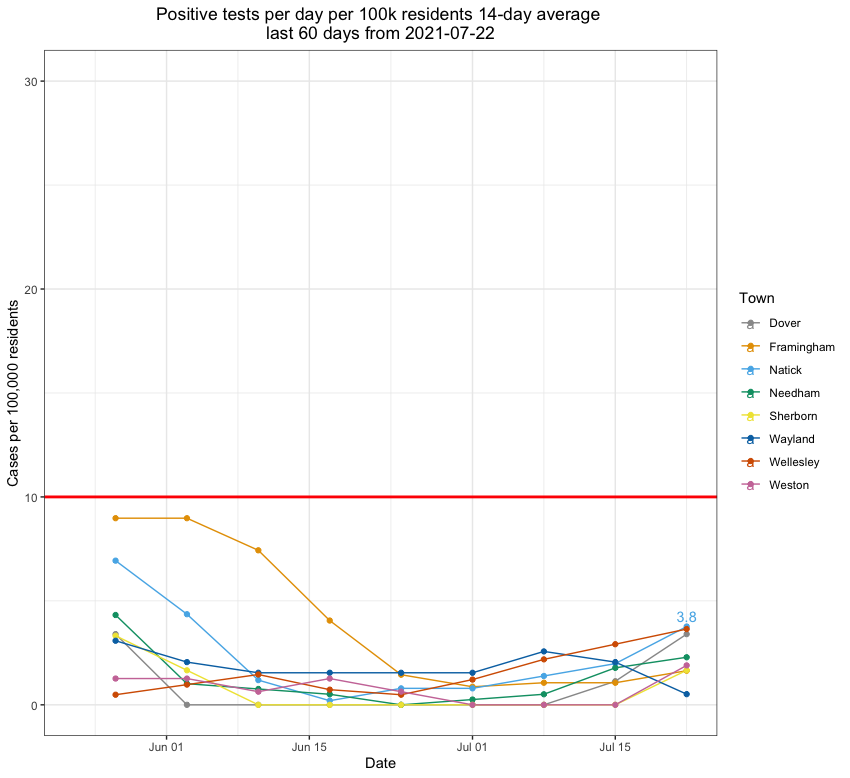 Positive tests per day per 100k residents 14-day average
last 60 days from 2021-07-22
30
20
10
0
Cases per 100,000 residents
3.8
Jun 01
Jun 15
Jul 01
Jul 15
Date
Town
a Dover
a Framingham
a Natick
a Needham
a Sherborn
a Wayland
a Wellesley
a Weston